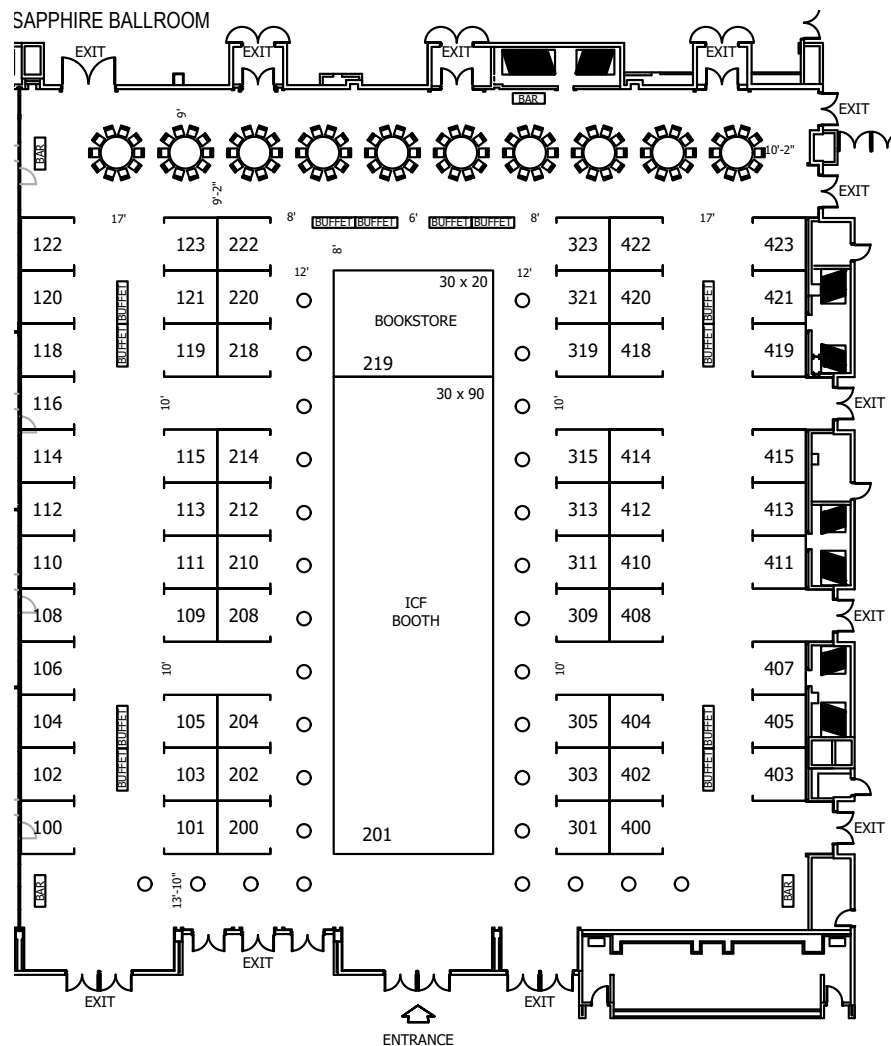 SAPPHIRE BALLROOM
EXIT EXIT EXIT EXIT
BAR
EXIT
9'
BAR
10'-2"
9'-2"
EXIT
17' 8' BUFFET BUFFET 6' BUFFET BUFFET 8' 17'
122 123 222 8' 323 422 423
12' 30 x 20 12'
120 BUFFET 121 220 321 420 BUFFET 421
BOOKSTORE
118 BUFFET 119 218 319 418 BUFFET 419
219
30 x 90
116 10' 10' EXIT
114 115 214 315 414 415
112 113 212 313 412 413
110 111 210 311 410 411
ICF
BOOTH
108 109 208 309 408 EXIT
106 10' 10' 407
104 BUFFET 105 204 305 404 BUFFET 405
102 BUFFET 103 202 303 402 BUFFET 403
100 101 200 201 301 400 EXIT
BAR 13'-10" BAR
EXIT
EXIT EXIT
ENTRANCE